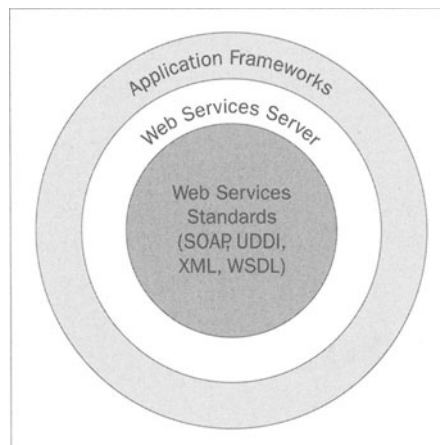 Application Frameworks
Web Services Server
Web Services
Standards
(SOAP, UDDI,
XML, WSDL)